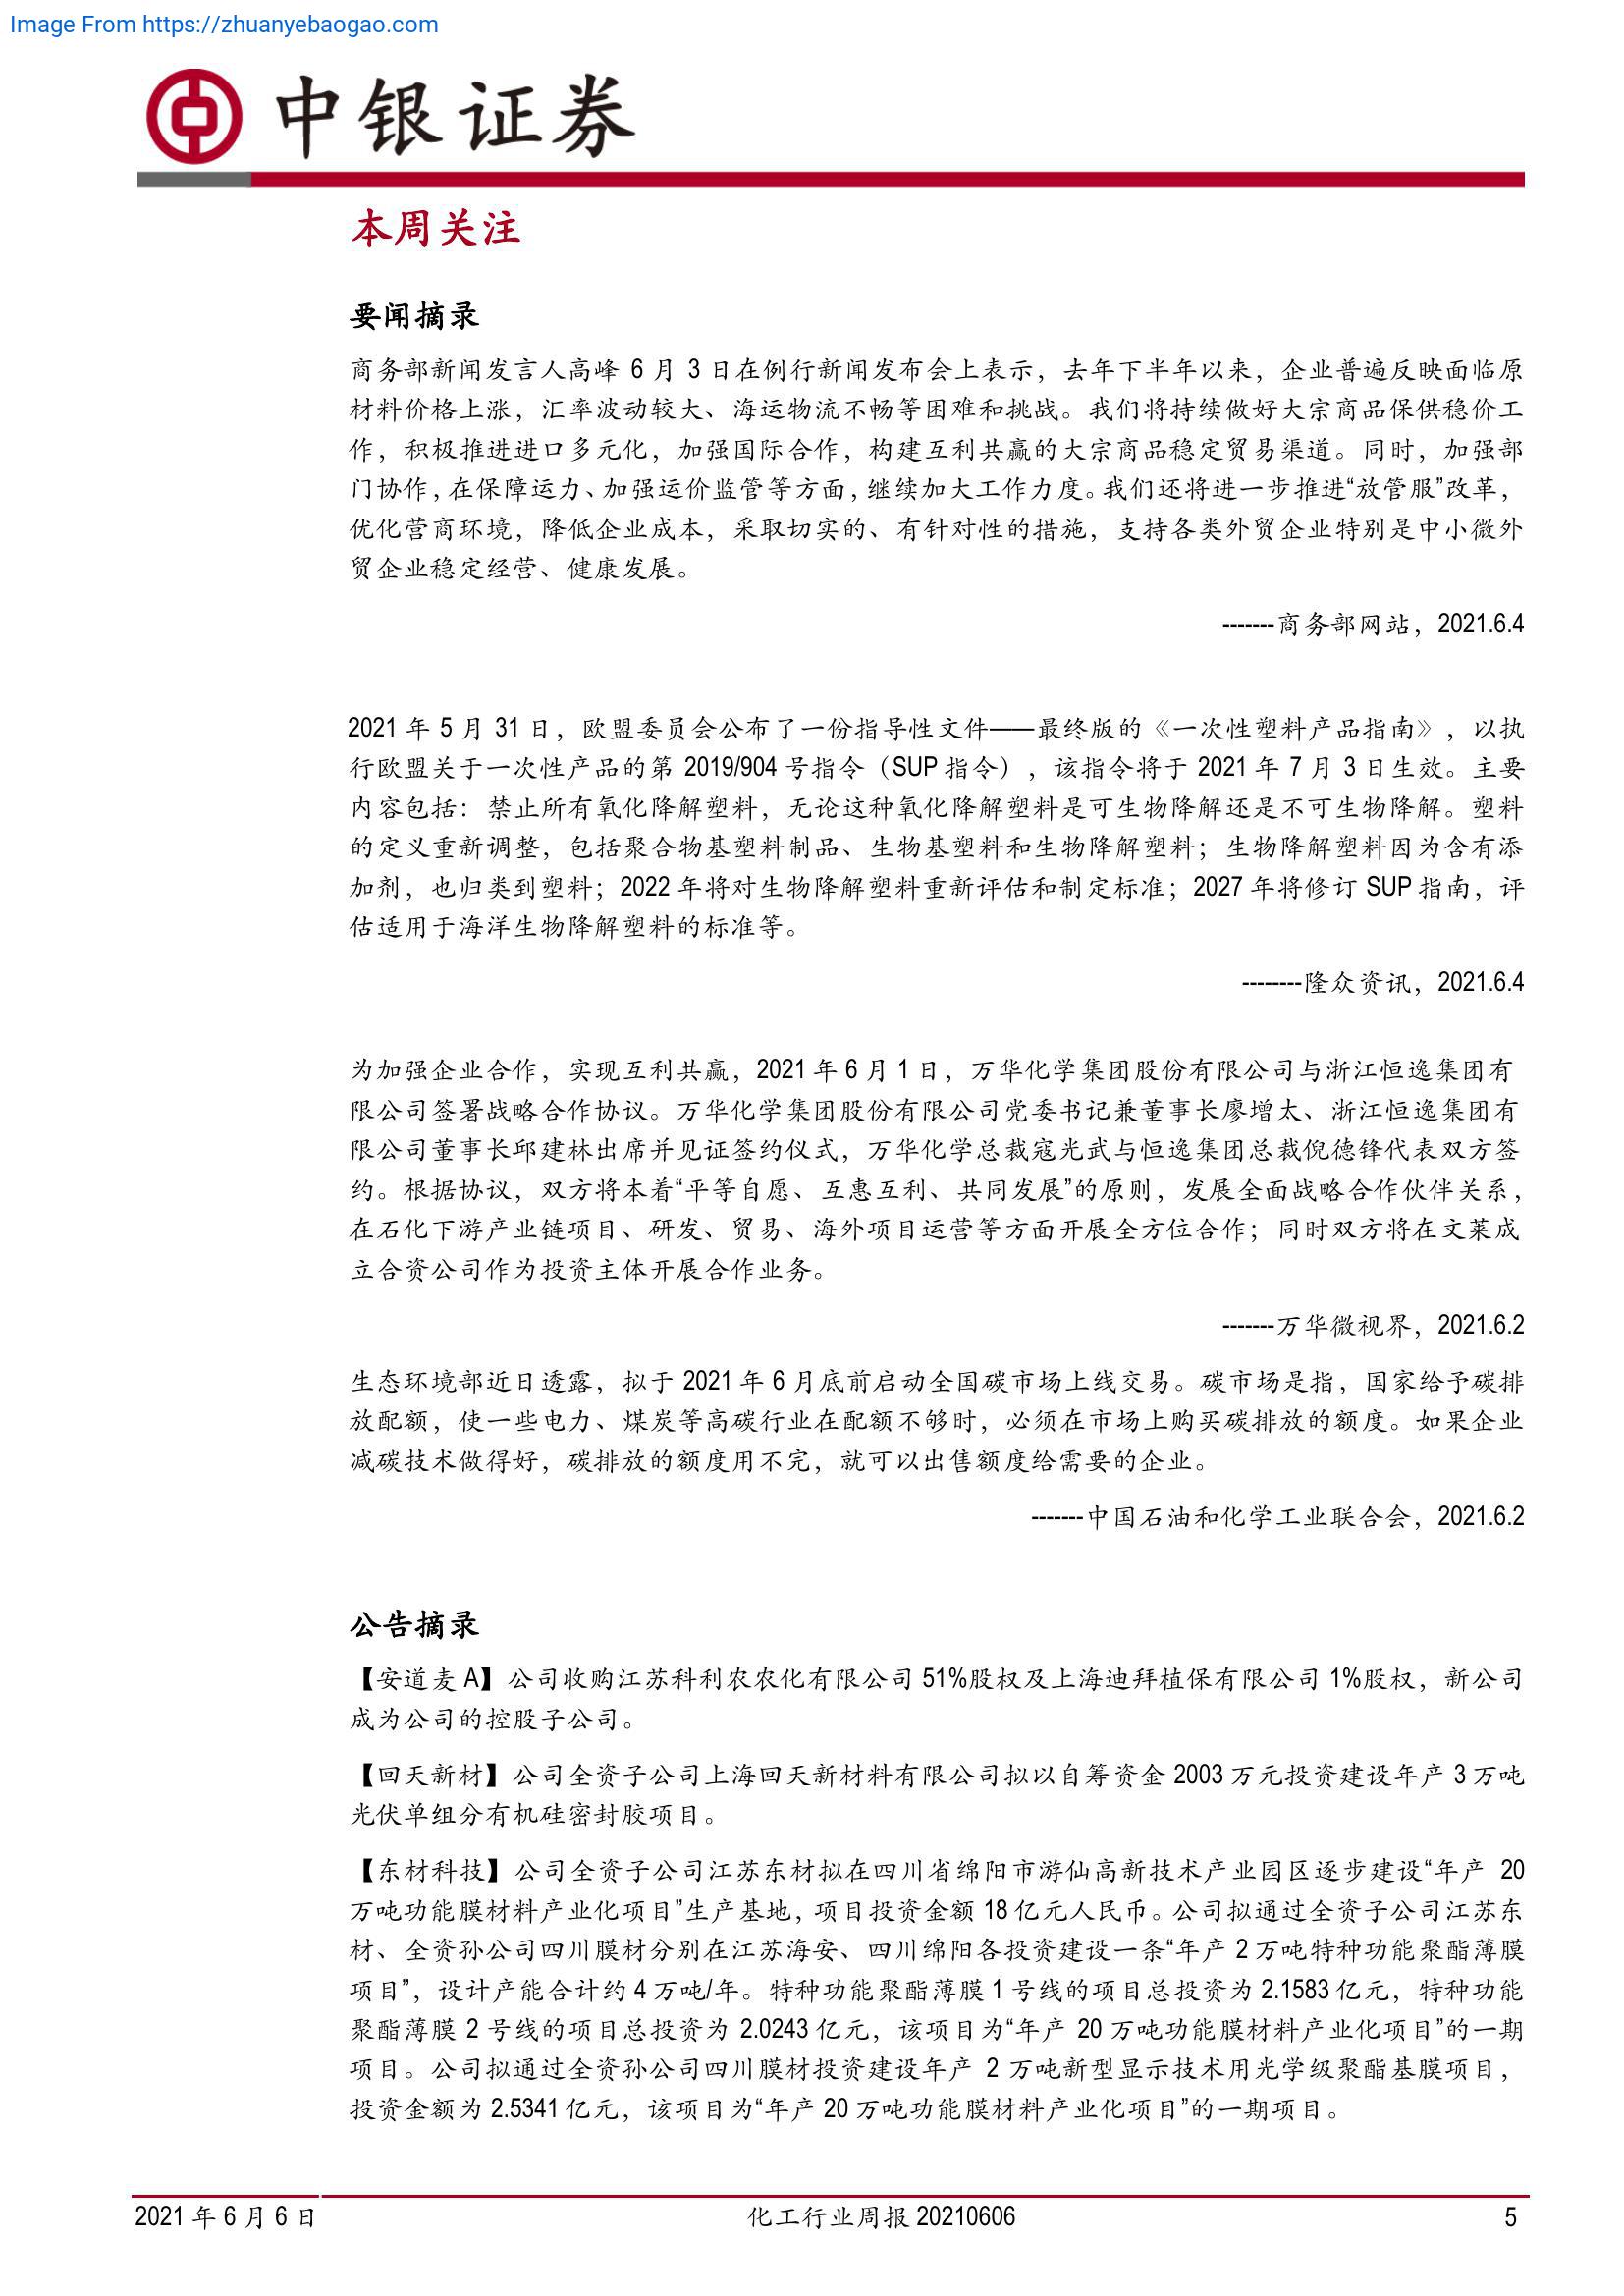 Image From https://zhuanyebaogao.com
中银证券
本周关注
要闻摘录
商务部新闻发言人高峰 6 月 3 日在例行新闻发布会上表示，去年下半年以来，企业普遍反映面临原
材料价格上涨，汇率波动较大、海运物流不畅等困难和挑战。我们将持续做好大宗商品保供稳价工
作，积极推进进口多元化，加强国际合作，构建互利共赢的大宗商品稳定贸易渠道。同时，加强部
门协作，在保障运力、加强运价监管等方面，继续加大工作力度。我们还将进一步推进“放管服”改革，
优化营商环境，降低企业成本，采取切实的、有针对性的措施，支持各类外贸企业特别是中小微外
贸企业稳定经营、健康发展。
-------商务部网站，2021.6.4
2021 年 5 月 31 日，欧盟委员会公布了一份指导性文件——最终版的《一次性塑料产品指南》，以执
行欧盟关于一次性产品的第 2019/904 号指令（SUP 指令），该指令将于 2021 年 7 月 3 日生效。主要
内容包括：禁止所有氧化降解塑料，无论这种氧化降解塑料是可生物降解还是不可生物降解。塑料
的定义重新调整，包括聚合物基塑料制品、生物基塑料和生物降解塑料；生物降解塑料因为含有添
加剂，也归类到塑料；2022 年将对生物降解塑料重新评估和制定标准；2027 年将修订 SUP 指南，评
估适用于海洋生物降解塑料的标准等。
--------隆众资讯，2021.6.4
为加强企业合作，实现互利共赢，2021 年 6 月 1 日，万华化学集团股份有限公司与浙江恒逸集团有
限公司签署战略合作协议。万华化学集团股份有限公司党委书记兼董事长廖增太、浙江恒逸集团有
限公司董事长邱建林出席并见证签约仪式，万华化学总裁寇光武与恒逸集团总裁倪德锋代表双方签
约。根据协议，双方将本着“平等自愿、互惠互利、共同发展”的原则，发展全面战略合作伙伴关系，
在石化下游产业链项目、研发、贸易、海外项目运营等方面开展全方位合作；同时双方将在文莱成
立合资公司作为投资主体开展合作业务。
-------万华微视界，2021.6.2
生态环境部近日透露，拟于 2021 年 6 月底前启动全国碳市场上线交易。碳市场是指，国家给予碳排
放配额，使一些电力、煤炭等高碳行业在配额不够时，必须在市场上购买碳排放的额度。如果企业
减碳技术做得好，碳排放的额度用不完，就可以出售额度给需要的企业。
-------中国石油和化学工业联合会，2021.6.2
公告摘录
【安道麦 A】公司收购江苏科利农农化有限公司 51%股权及上海迪拜植保有限公司 1%股权，新公司
成为公司的控股子公司。
【回天新材】公司全资子公司上海回天新材料有限公司拟以自筹资金 2003 万元投资建设年产 3 万吨
光伏单组分有机硅密封胶项目。
【东材科技】公司全资子公司江苏东材拟在四川省绵阳市游仙高新技术产业园区逐步建设“年产 20
万吨功能膜材料产业化项目”生产基地，项目投资金额 18 亿元人民币。公司拟通过全资子公司江苏东
材、全资孙公司四川膜材分别在江苏海安、四川绵阳各投资建设一条“年产 2 万吨特种功能聚酯薄膜
项目”，设计产能合计约 4 万吨/年。特种功能聚酯薄膜 1 号线的项目总投资为 2.1583 亿元，特种功能
聚酯薄膜 2 号线的项目总投资为 2.0243 亿元，该项目为“年产 20 万吨功能膜材料产业化项目”的一期
项目。公司拟通过全资孙公司四川膜材投资建设年产 2 万吨新型显示技术用光学级聚酯基膜项目，
投资金额为 2.5341 亿元，该项目为“年产 20 万吨功能膜材料产业化项目”的一期项目。
2021 年 6 月 6 日
化工行业周报 20210606
5